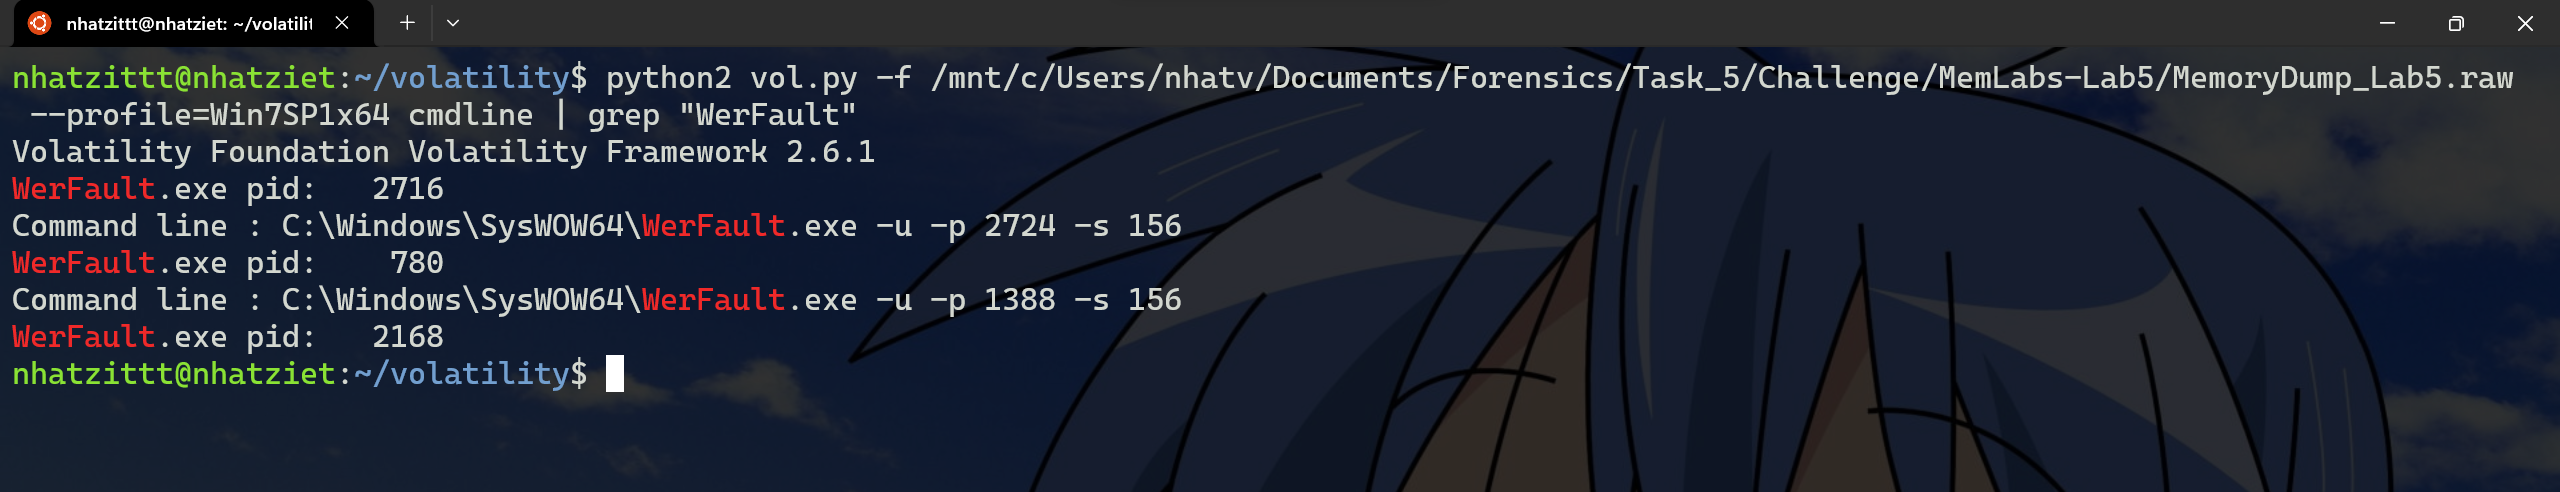 nhatzittt@nhatziet: ~/volatilit
nhatzittt@nhatziet:~/volatility$ python2 vol.py -f /mnt/c/Users/nhatv/Documents/Forensics/Task_5/Challenge/MemLabs-Lab5/MemoryDump_Lab5.raw
 --profile=Win7SP1x64 cmdline | grep "WerFault"
Volatility Foundation Volatility Framework 2.6.1
WerFault.exe pid:   2716
Command line : C:\Windows\SysWOW64\WerFault.exe -u -p 2724 -s 156
WerFault.exe pid:    780
Command line : C:\Windows\SysWOW64\WerFault.exe -u -p 1388 -s 156
WerFault.exe pid:   2168
nhatzittt@nhatziet:~/volatility$